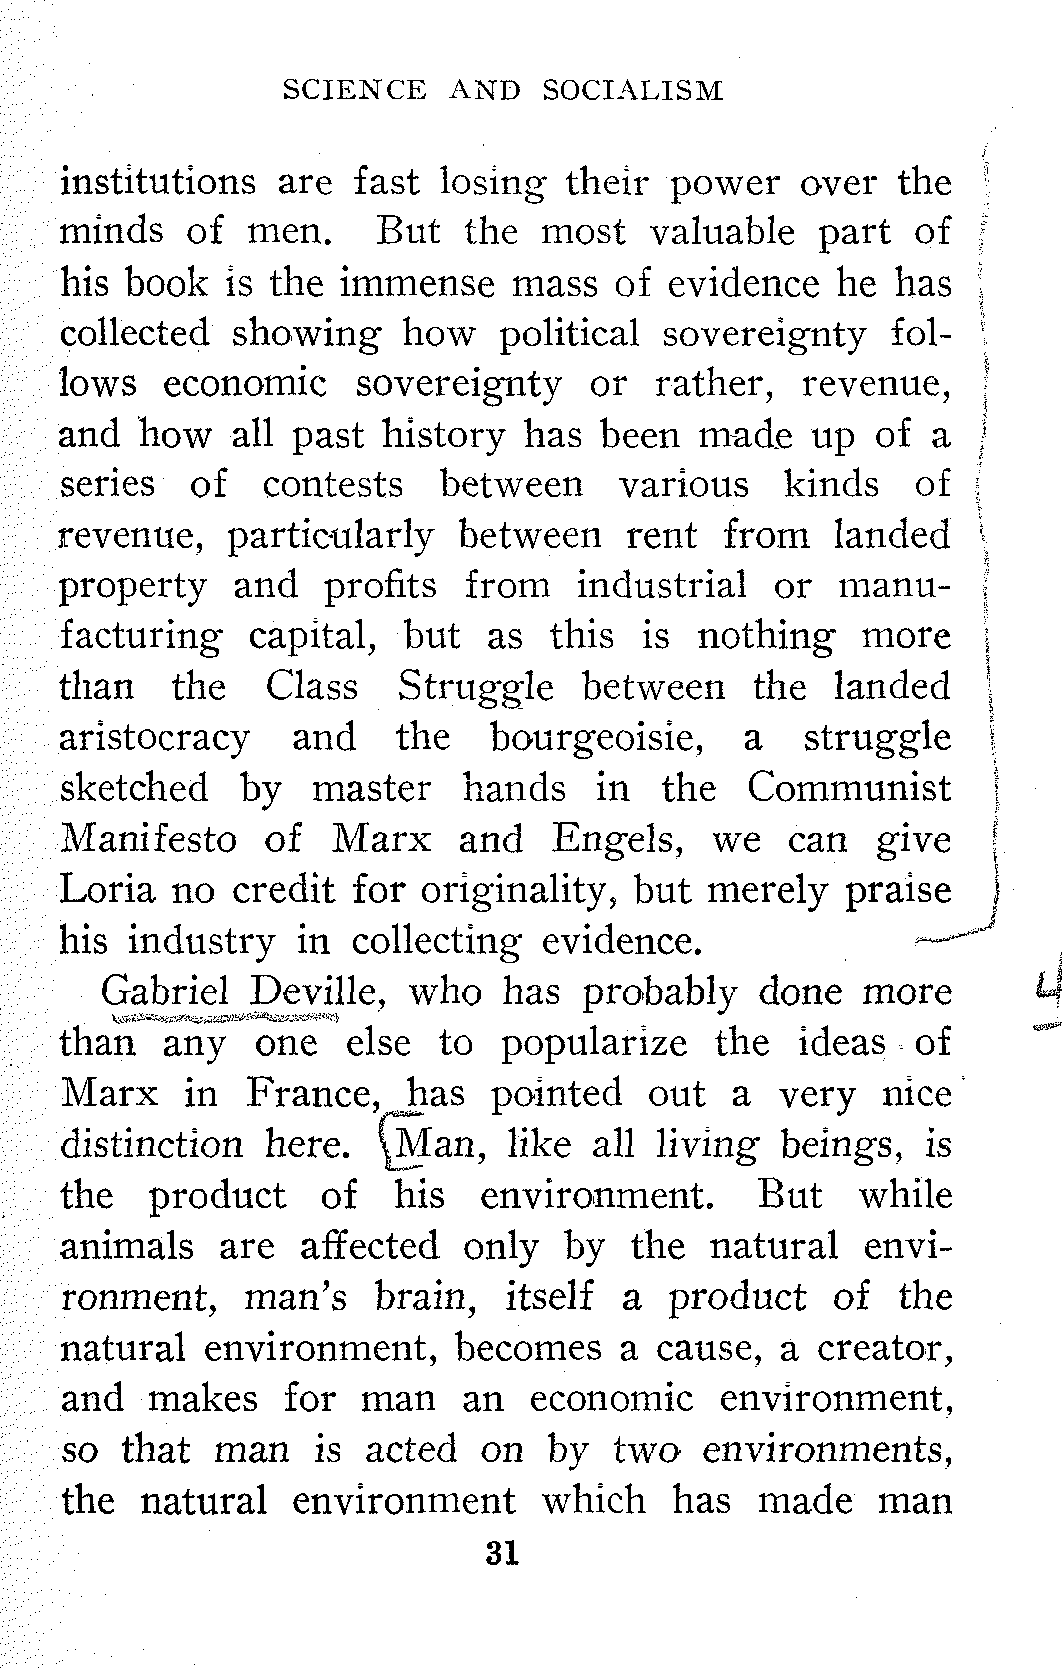 SCIENCE AND SOCIALISM
institutions are fast losing their power over the
minds of men. But the most valuable part of
his book is the immense mass of evidence he has
collected showing how political sovereignty fol-
lows economic sovereignty or rather, revenue,
and how all past history has been made up of a
series of contests between various kinds of
revenue, particularly between rent from landed
property and profits from industrial or manu-
facturing capital, but as this is nothing more
than the Class Struggle between the landed
aristocracy and the bourgeoisie, a struggle
sketched by master hands in the Communist
Manifesto of Marx and Engels, we can give
Loria no credit for originality, but merely praise
his industry in collecting evidence.
Gabriel Deville, who has probably done more
4
than any one else to popularize the ideas of
Marx in France, has pointed out a very nice
distinction here. Man, like all living beings, is
the product of his environment. But while
animals are affected only by the natural envi-
ronment, man's brain, itself a product of the
natural environment, becomes a cause, a creator,
and makes for man an economic environment,
so that man is acted on by two environments,
the natural environment which has made man
31